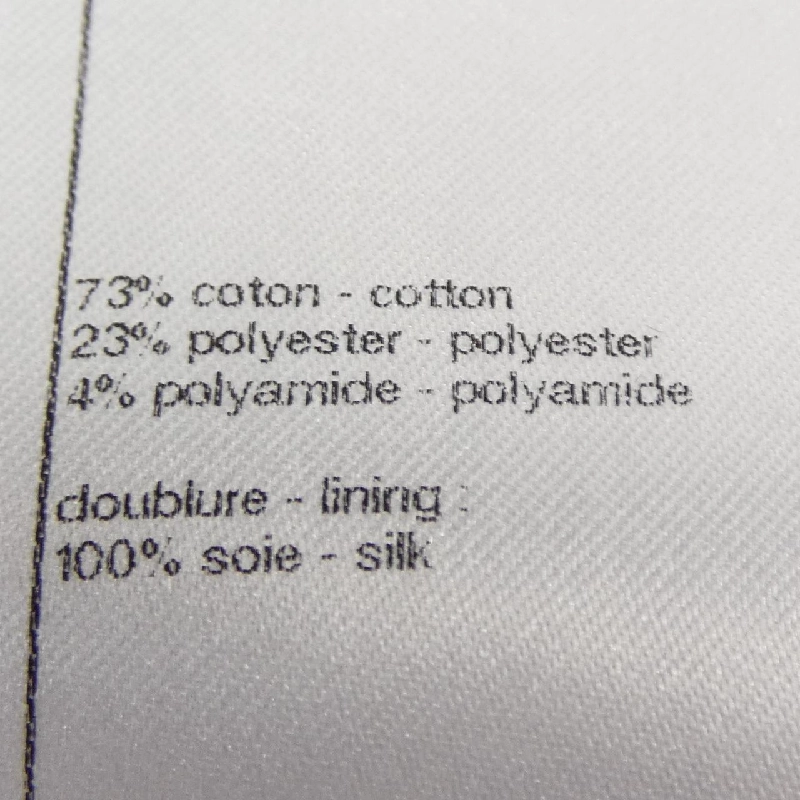 73% coton - cotton
23% polyester - polyester
4% polyamide - polyamide
doublure - lining :
100% soie - silk